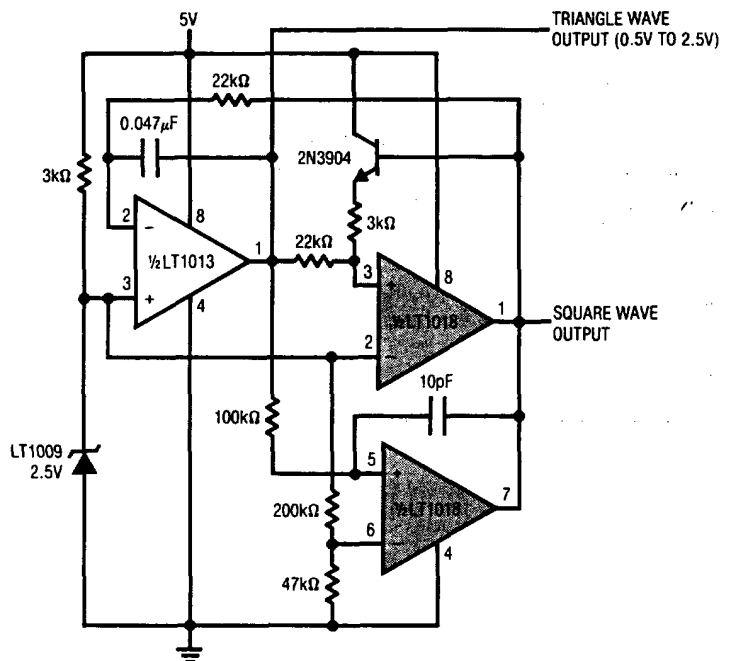 5V
TRIANGLE WAVE
OUTPUT (0.5V TO 2.5V)
22kΩ
0.047µF
2N3904
3kΩ
3kΩ
2
8
1
½LT1013
22kΩ
3
4
3
8
½LT1018
1
SQUARE WAVE
OUTPUT
2
10pF
100kΩ
LT1009
2.5V
5
7
200kΩ
½LT1018
6
4
47kΩ